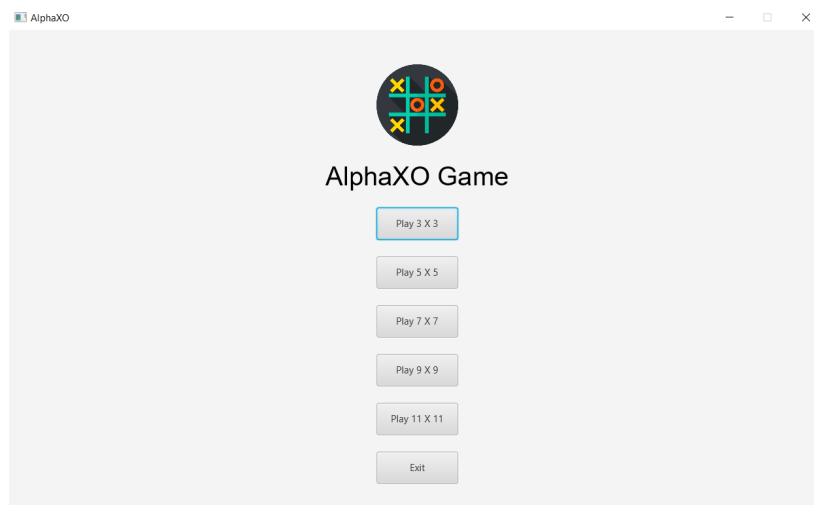 AlphaXO
AlphaXO Game
Play 3 X 3
Play 5 X 5
Play 7 X 7
Play 9 X 9
Play 11 X 11
Exit